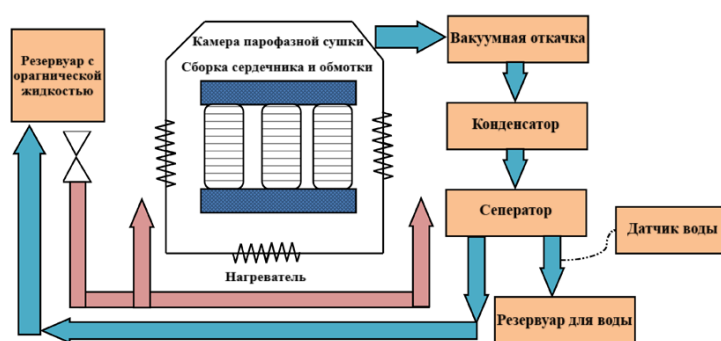 Резервуар с
орагнической
жидкостью
Камера парофазной сушки
Сборка сердечника и обмотки
Нагреватель
Вакуумная откачка
Конденсатор
Сеператор
Датчик воды
Резервуар для воды